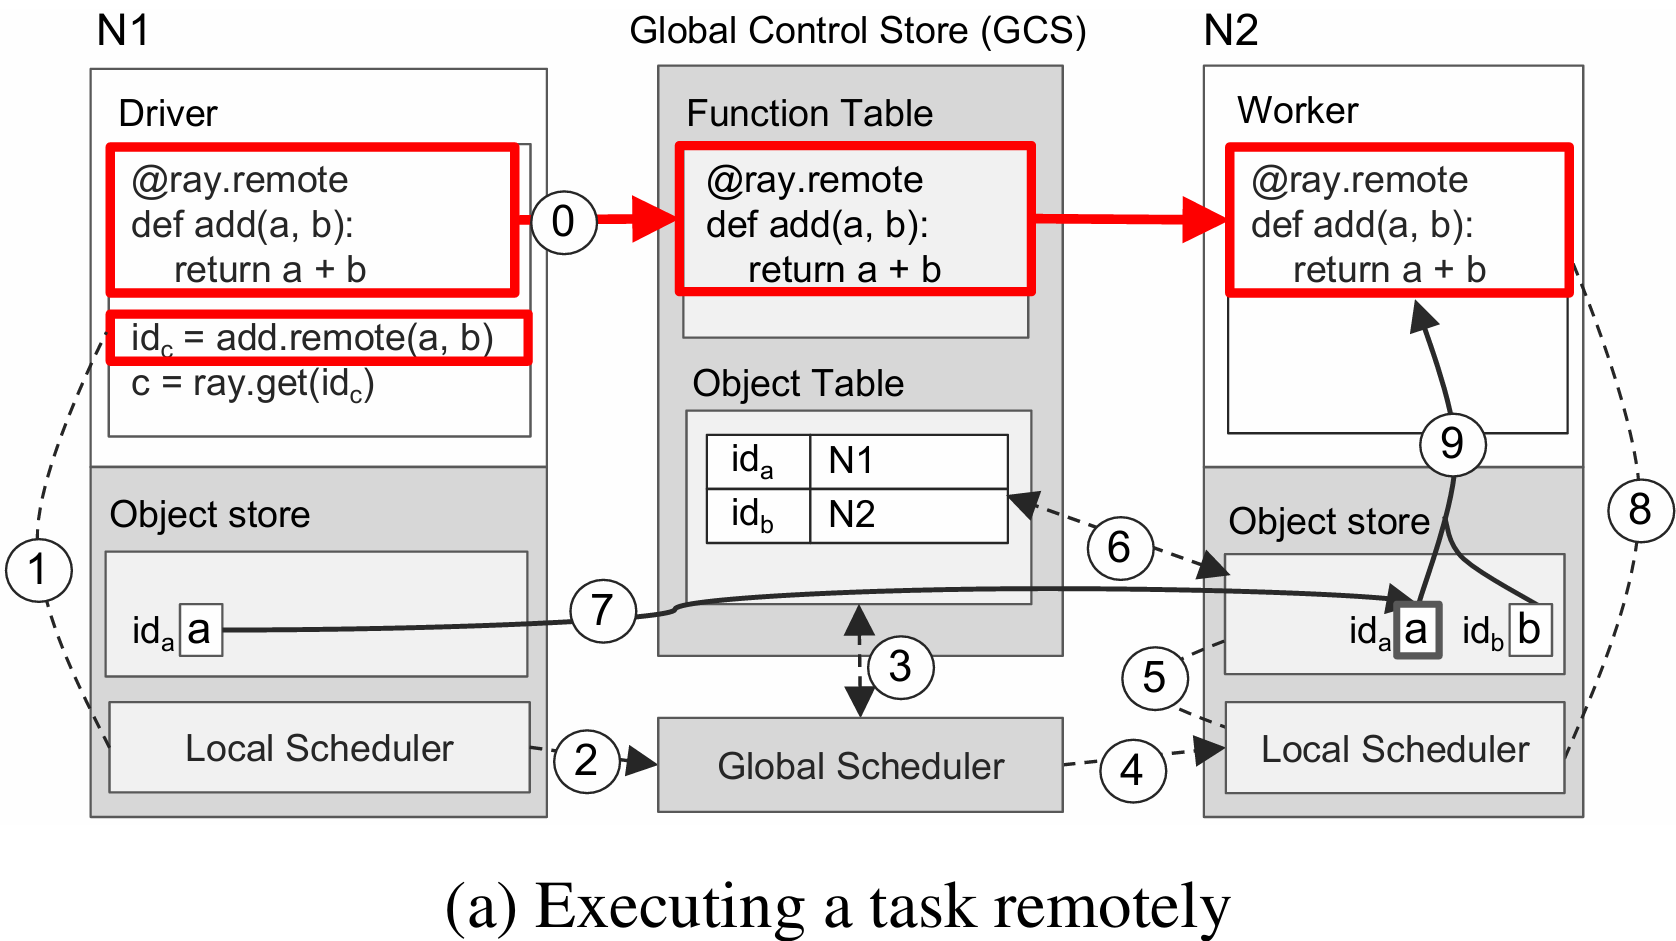 N1
Driver
@ray.remote
def add(a, b):
return a + b
id_c = add.remote(a, b)
c = ray.get(id_c)
Object store
id_a a
Local Scheduler
0
1
2
Global Control Store (GCS)
Function Table
@ray.remote
def add(a, b):
return a + b
Object Table
id_a N1
id_b N2
7
3
6
Global Scheduler
4
5
N2
Worker
@ray.remote
def add(a, b):
return a + b
9
8
Object store
id_a a id_b b
Local Scheduler
(a) Executing a task remotely